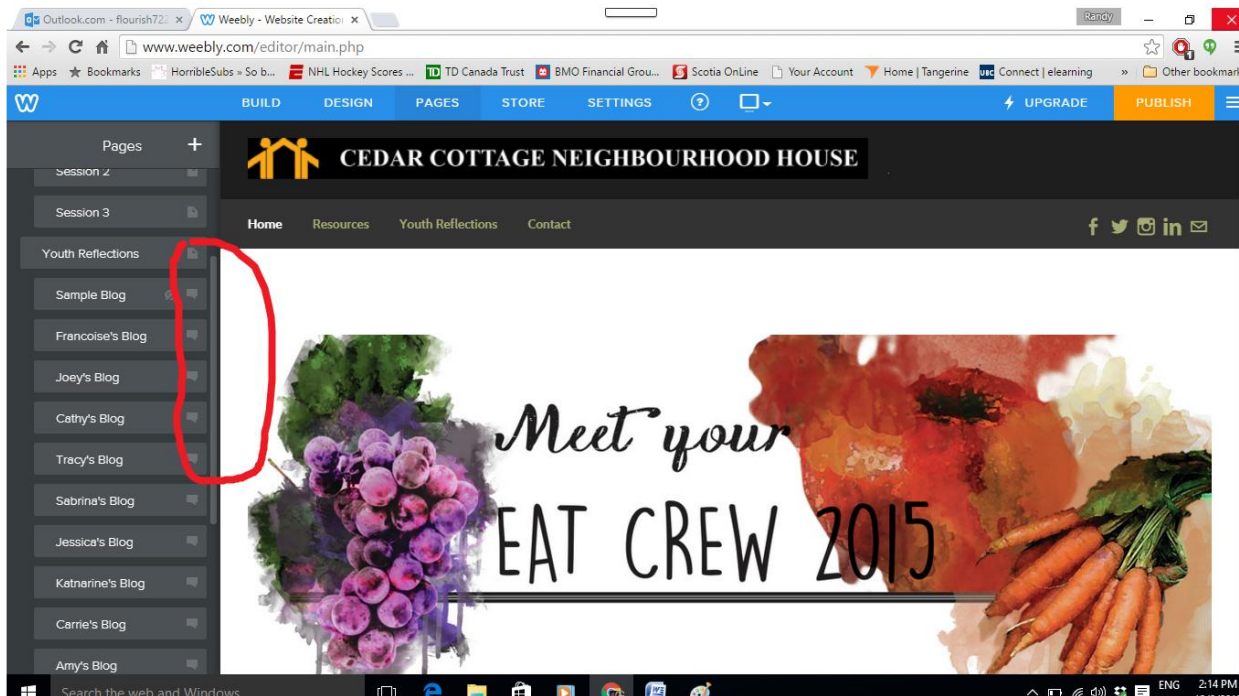 Outlook.com - flourish722
Weebly - Website Creation
Randy
www.weebly.com/editor/main.php
Apps Bookmarks HorribleSubs » So b... NHL Hockey Scores ... TD Canada Trust BMO Financial Grou... Scotia OnLine Your Account Home | Tangerine Connect | elearning » Other bookmark
BUILD DESIGN PAGES STORE SETTINGS ? UPGRADE PUBLISH
Pages +
CEDAR COTTAGE NEIGHBOURHOOD HOUSE
Session 2
Session 3
Home Resources Youth Reflections Contact
Youth Reflections
Sample Blog
Francoise's Blog
Joey's Blog
Cathy's Blog
Tracy's Blog
Sabrina's Blog
Jessica's Blog
Katharine's Blog
Carrie's Blog
Amy's Blog
Meet your
EAT CREW 2015
Search the web and Windows
ENG 2:14 PM